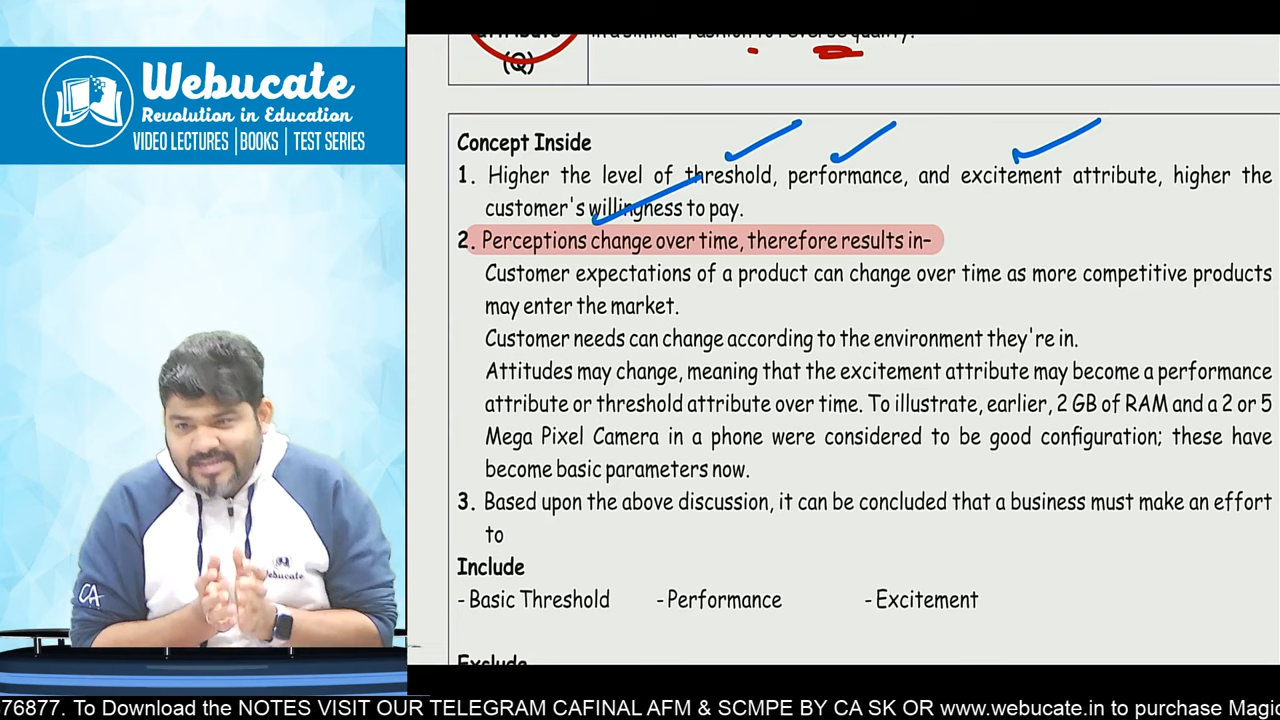 Webucate
Revolution in Education
VIDEO LECTURES | BOOKS | TEST SERIES
attribute
(Q)
in a similar fashion to reverse quality.
Concept Inside
1. Higher the level of threshold, performance, and excitement attribute, higher the
customer's willingness to pay.
2. Perceptions change over time, therefore results in–
Customer expectations of a product can change over time as more competitive products
may enter the market.
Customer needs can change according to the environment they're in.
Attitudes may change, meaning that the excitement attribute may become a performance
attribute or threshold attribute over time. To illustrate, earlier, 2 GB of RAM and a 2 or 5
Mega Pixel Camera in a phone were considered to be good configuration; these have
become basic parameters now.
3. Based upon the above discussion, it can be concluded that a business must make an effort
to
Include
- Basic Threshold - Performance - Excitement
Exclude
CA
Webucate
76877. To Download the NOTES VISIT OUR TELEGRAM CAFINAL AFM & SCMPE BY CA SK OR www.webucate.in to purchase Magic